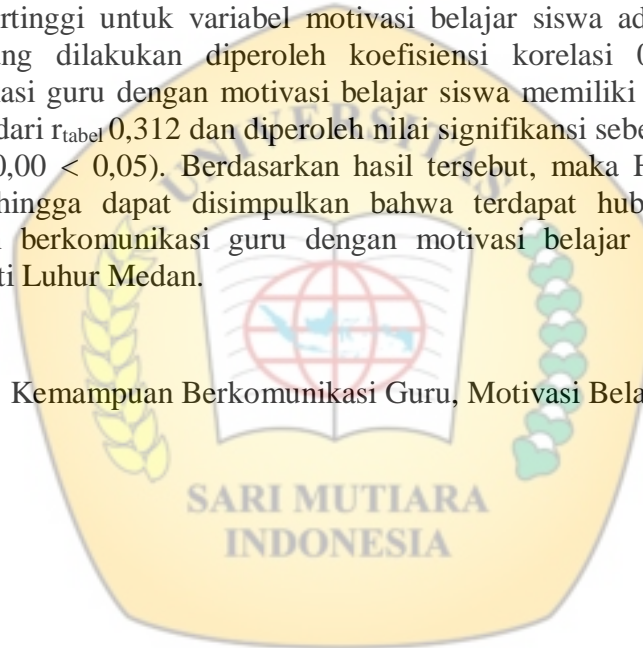 ertinggi untuk variabel motivasi belajar siswa ad
ng dilakukan diperoleh koefisiensi korelasi 0
asi guru dengan motivasi belajar siswa memiliki
dari rtabel 0,312 dan diperoleh nilai signifikansi sebe
0,00 < 0,05). Berdasarkan hasil tersebut, maka H
hingga dapat disimpulkan bahwa terdapat hub
berkomunikasi guru dengan motivasi belajar
ti Luhur Medan.
Kemampuan Berkomunikasi Guru, Motivasi Bela
UNIVERSITAS
SARI MUTIARA
INDONESIA